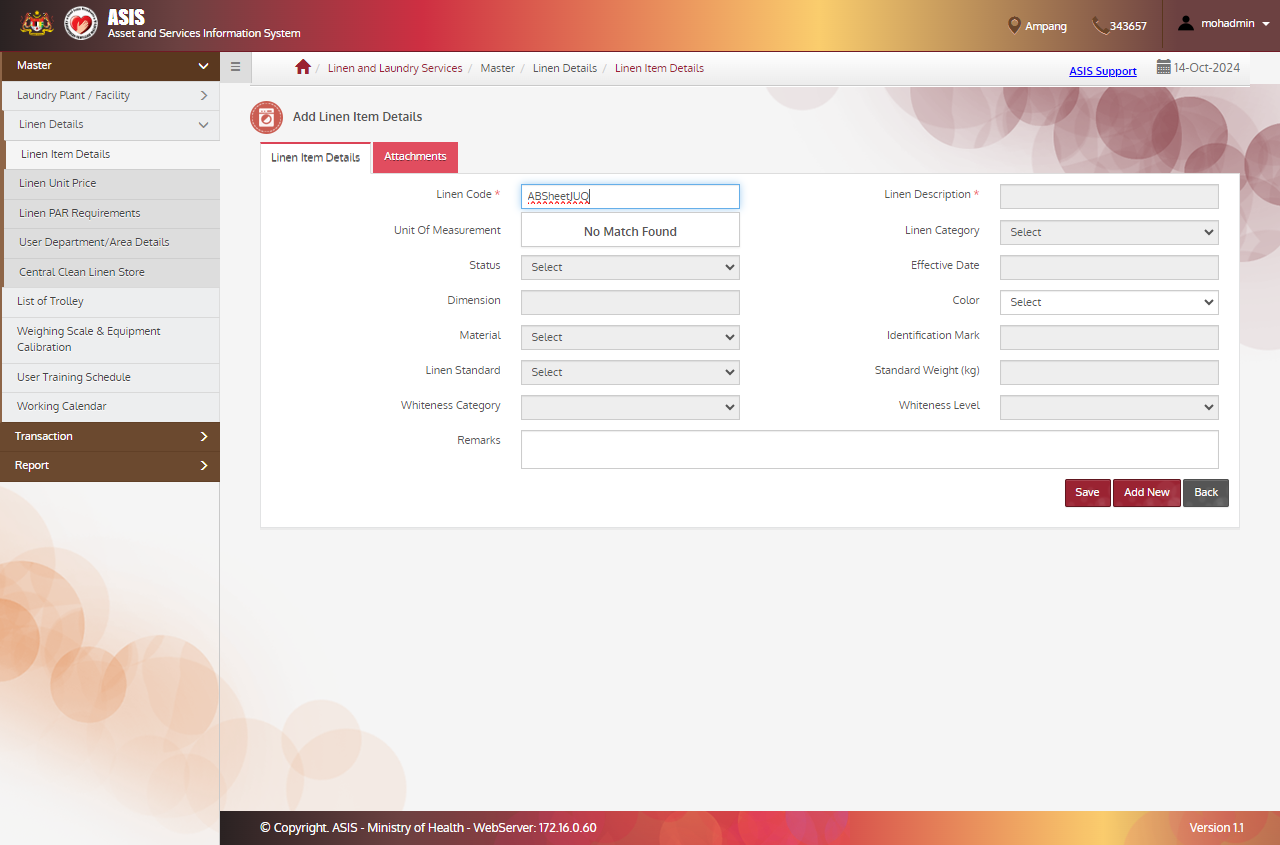 ASIS
Asset and Services Information System
Ampang
343657
mohadmin
Master
Laundry Plant / Facility
Linen Details
Linen Item Details
Linen Unit Price
Linen PAR Requirements
User Department/Area Details
Central Clean Linen Store
List of Trolley
Weighing Scale & Equipment
Calibration
User Training Schedule
Working Calendar
Transaction
Report
/ Linen and Laundry Services / Master / Linen Details / Linen Item Details
ASIS Support
14-Oct-2024
Add Linen Item Details
Linen Item Details
Attachments
Linen Code * ABSheetJUQ
Linen Description *
Unit Of Measurement
No Match Found
Linen Category Select
Status Select
Effective Date
Dimension
Color Select
Material Select
Identification Mark
Linen Standard Select
Standard Weight (kg)
Whiteness Category
Whiteness Level
Remarks
Save Add New Back
© Copyright. ASIS - Ministry of Health - WebServer: 172.16.0.60
Version 1.1